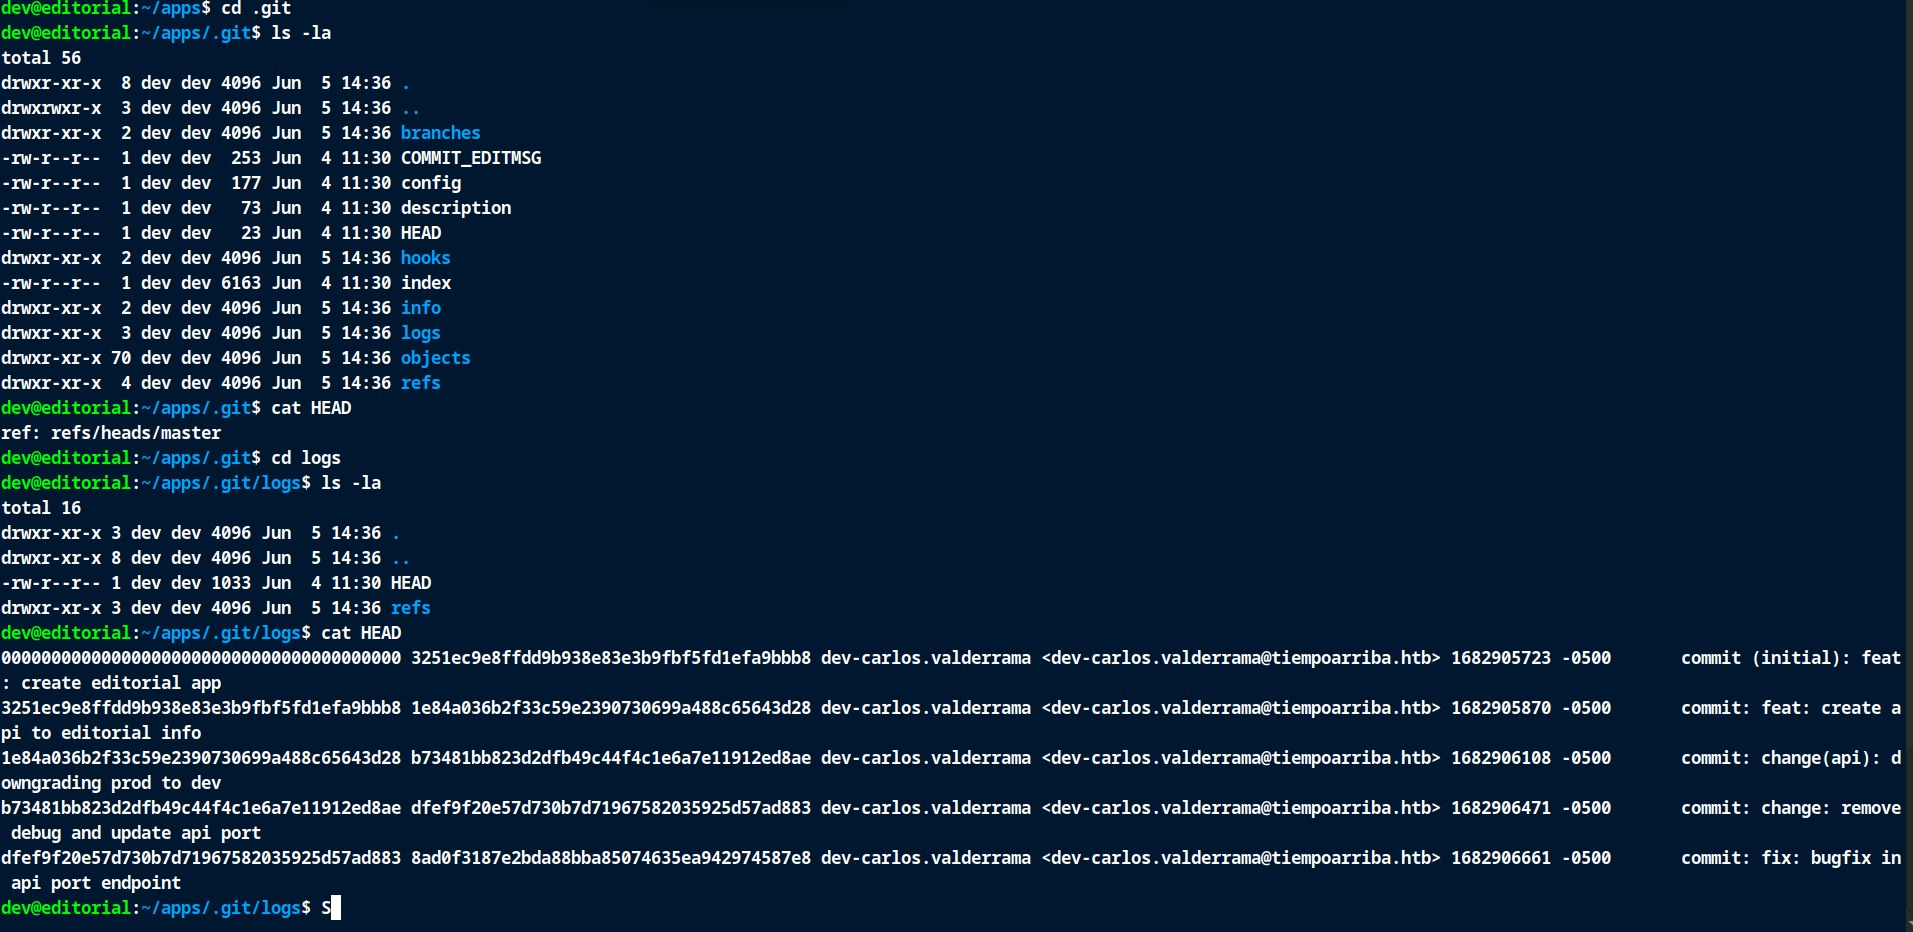 dev@editorial:~/apps$ cd .git
dev@editorial:~/apps/.git$ ls -la
total 56
drwxr-xr-x  8 dev dev 4096 Jun  5 14:36 .
drwxrwxr-x  3 dev dev 4096 Jun  5 14:36 ..
drwxr-xr-x  2 dev dev 4096 Jun  5 14:36 branches
-rw-r--r--  1 dev dev  253 Jun  4 11:30 COMMIT_EDITMSG
-rw-r--r--  1 dev dev  177 Jun  4 11:30 config
-rw-r--r--  1 dev dev   73 Jun  4 11:30 description
-rw-r--r--  1 dev dev   23 Jun  4 11:30 HEAD
drwxr-xr-x  2 dev dev 4096 Jun  5 14:36 hooks
-rw-r--r--  1 dev dev 6163 Jun  4 11:30 index
drwxr-xr-x  2 dev dev 4096 Jun  5 14:36 info
drwxr-xr-x  3 dev dev 4096 Jun  5 14:36 logs
drwxr-xr-x 70 dev dev 4096 Jun  5 14:36 objects
drwxr-xr-x  4 dev dev 4096 Jun  5 14:36 refs
dev@editorial:~/apps/.git$ cat HEAD
ref: refs/heads/master
dev@editorial:~/apps/.git$ cd logs
dev@editorial:~/apps/.git/logs$ ls -la
total 16
drwxr-xr-x 3 dev dev 4096 Jun  5 14:36 .
drwxr-xr-x 8 dev dev 4096 Jun  5 14:36 ..
-rw-r--r-- 1 dev dev 1033 Jun  4 11:30 HEAD
drwxr-xr-x 3 dev dev 4096 Jun  5 14:36 refs
dev@editorial:~/apps/.git/logs$ cat HEAD
0000000000000000000000000000000000000000 3251ec9e8ffdd9b938e83e3b9fbf5fd1efa9bbb8 dev-carlos.valderrama <dev-carlos.valderrama@tiempoarriba.htb> 1682905723 -0500       commit (initial): feat
: create editorial app
3251ec9e8ffdd9b938e83e3b9fbf5fd1efa9bbb8 1e84a036b2f33c59e2390730699a488c65643d28 dev-carlos.valderrama <dev-carlos.valderrama@tiempoarriba.htb> 1682905870 -0500       commit: feat: create a
pi to editorial info
1e84a036b2f33c59e2390730699a488c65643d28 b73481bb823d2dfb49c44f4c1e6a7e11912ed8ae dev-carlos.valderrama <dev-carlos.valderrama@tiempoarriba.htb> 1682906108 -0500       commit: change(api): d
owngrading prod to dev
b73481bb823d2dfb49c44f4c1e6a7e11912ed8ae dfef9f20e57d730b7d71967582035925d57ad883 dev-carlos.valderrama <dev-carlos.valderrama@tiempoarriba.htb> 1682906471 -0500       commit: change: remove
 debug and update api port
dfef9f20e57d730b7d71967582035925d57ad883 8ad0f3187e2bda88bba85074635ea942974587e8 dev-carlos.valderrama <dev-carlos.valderrama@tiempoarriba.htb> 1682906661 -0500       commit: fix: bugfix in
 api port endpoint
dev@editorial:~/apps/.git/logs$ S